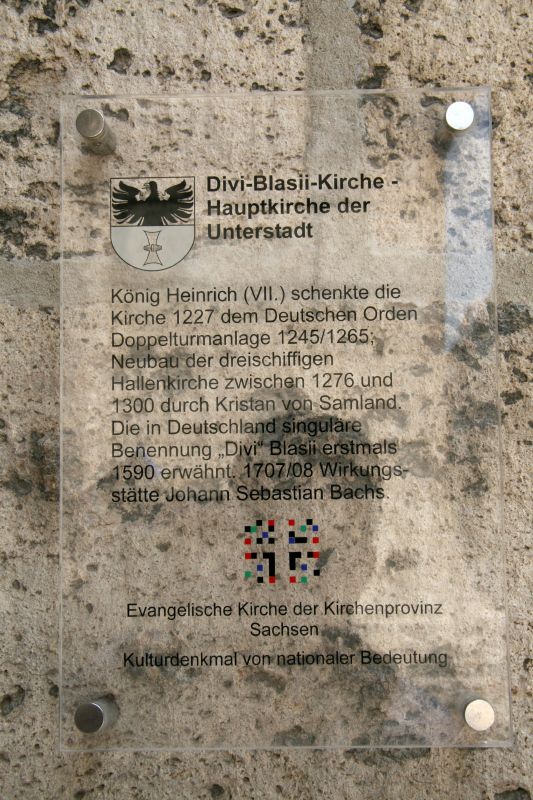 Divi-Blasii-Kirche -
Hauptkirche der
Unterstadt
König Heinrich (VII.) schenkte die
Kirche 1227 dem Deutschen Orden
Doppelturmanlage 1245/1265;
Neubau der dreischiffigen
Hallenkirche zwischen 1276 und
1300 durch Kristan von Samland.
Die in Deutschland singuläre
Benennung „Divi“ Blasii erstmals
1590 erwähnt. 1707/08 Wirkungs-
stätte Johann Sebastian Bachs.
Evangelische Kirche der Kirchenprovinz
Sachsen
Kulturdenkmal von nationaler Bedeutung